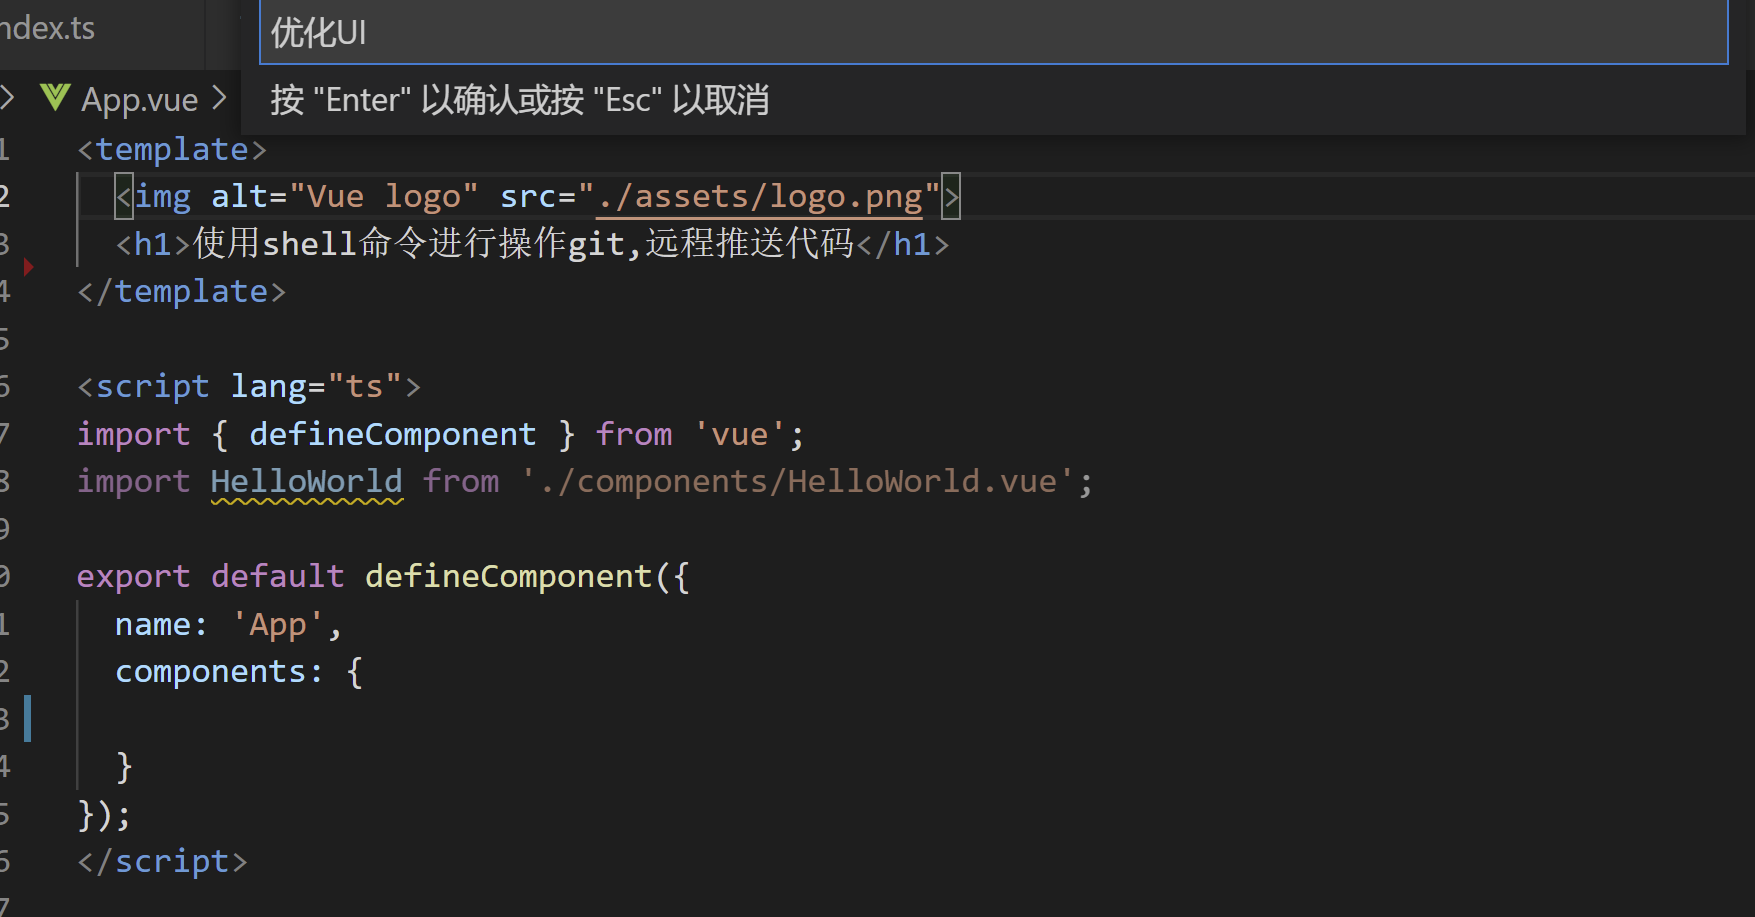 ndex.ts
优化UI
App.vue
按 "Enter" 以确认或按 "Esc" 以取消
1 <template>
2 <img alt="Vue logo" src="./assets/logo.png">
3 <h1>使用shell命令进行操作git,远程推送代码</h1>
4 </template>
5
6 <script lang="ts">
7 import { defineComponent } from 'vue';
8 import HelloWorld from './components/HelloWorld.vue';
9
0 export default defineComponent({
1 name: 'App',
2 components: {
3
4 }
5 });
6 </script>
7